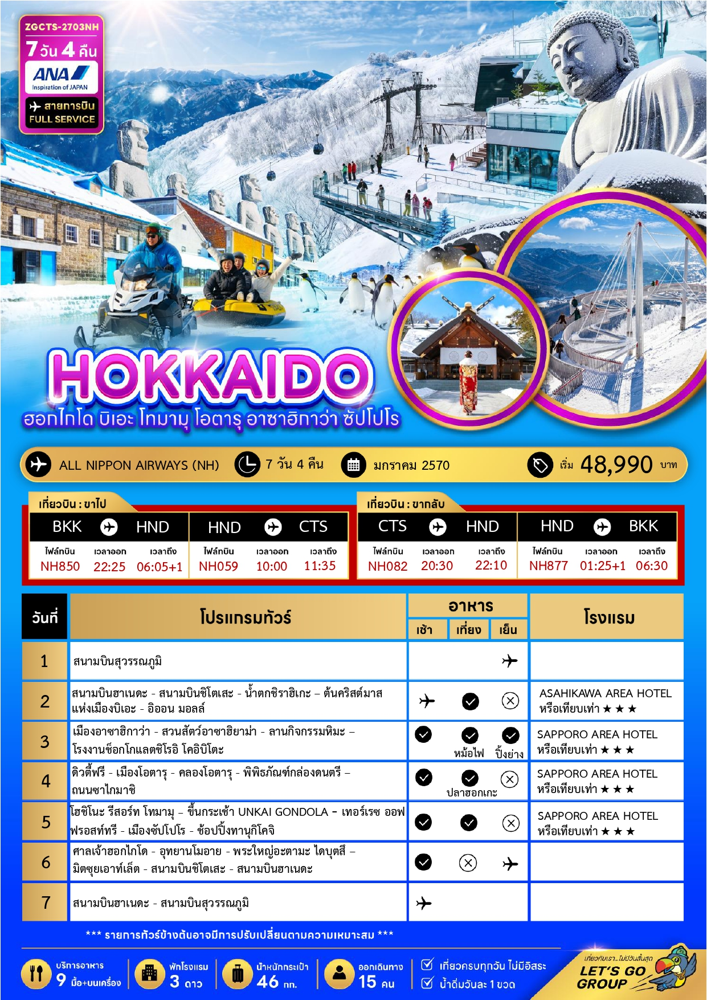 ZGCTS-2703NH
7 วัน 4 คืน
ANA
Inspiration of JAPAN
สายการบิน
FULL SERVICE
HOKKAIDO
ฮอกไกโด บิเอะ โทมามุ โอตารุ อาซาฮิกาว่า ซัปโปโร
ALL NIPPON AIRWAYS (NH) 7 วัน 4 คืน มกราคม 2570 เริ่ม 48,990 บาท
เที่ยวบิน : ขาไป เที่ยวบิน : ขากลับ
BKK HND HND CTS CTS HND HND BKK
ไฟล์ทบิน เวลาออก เวลาถึง ไฟล์ทบิน เวลาออก เวลาถึง ไฟล์ทบิน เวลาออก เวลาถึง ไฟล์ทบิน เวลาออก เวลาถึง
NH850 22:25 06:05+1 NH059 10:00 11:35 NH082 20:30 22:10 NH877 01:25+1 06:30
วันที่ โปรแกรมทัวร์ อาหาร โรงแรม
เช้า เที่ยง เย็น
1 สนามบินสุวรรณภูมิ
2 สนามบินฮาเนดะ - สนามบินชิโตเสะ - น้ำตกชิราฮิเกะ – ต้นคริสต์มาส
แห่งเมืองบิเอะ - อิออน มอลล์
ASAHIKAWA AREA HOTEL
หรือเทียบเท่า ★ ★ ★
3 เมืองอาซาฮิกาว่า - สวนสัตว์อาซาฮิยาม่า - ลานกิจกรรมหิมะ –
โรงงานช็อกโกแลตชิโรอิ โคอิบิโตะ
หม้อไฟ ปิ้งย่าง
SAPPORO AREA HOTEL
หรือเทียบเท่า ★ ★ ★
4 ดิวตี้ฟรี - เมืองโอตารุ - คลองโอตารุ - พิพิธภัณฑ์กล่องดนตรี –
ถนนซาไกมาชิ
ปลาฮอกเกะ
SAPPORO AREA HOTEL
หรือเทียบเท่า ★ ★ ★
5 โฮชิโนะ รีสอร์ท โทมามุ – ขึ้นกระเช้า UNKAI GONDOLA – เทอร์เรซ ออฟ
ฟรอสท์ทรี - เมืองซัปโปโร - ช้อปปิ้งทานุกิโคจิ
SAPPORO AREA HOTEL
หรือเทียบเท่า ★ ★ ★
6 ศาลเจ้าฮอกไกโด - อุทยานโมอาย - พระใหญ่อะตามะ ไดบุตสึ –
มิตซุยเอาท์เล็ต - สนามบินชิโตเสะ - สนามบินฮาเนดะ
7 สนามบินฮาเนดะ - สนามบินสุวรรณภูมิ
*** รายการทัวร์ข้างต้นอาจมีการปรับเปลี่ยนตามความเหมาะสม ***
บริการอาหาร
9 มื้อ+บนเครื่อง
พักโรงแรม
3 ดาว
น้ำหนักกระเป๋า
46 กก.
ออกเดินทาง
15 คน
เที่ยวครบทุกวัน ไม่มีอิสระ
น้ำดื่มวันละ 1 ขวด
เที่ยวกับเรา...ไม่มีวันสิ้นสุด
LET'S GO
GROUP